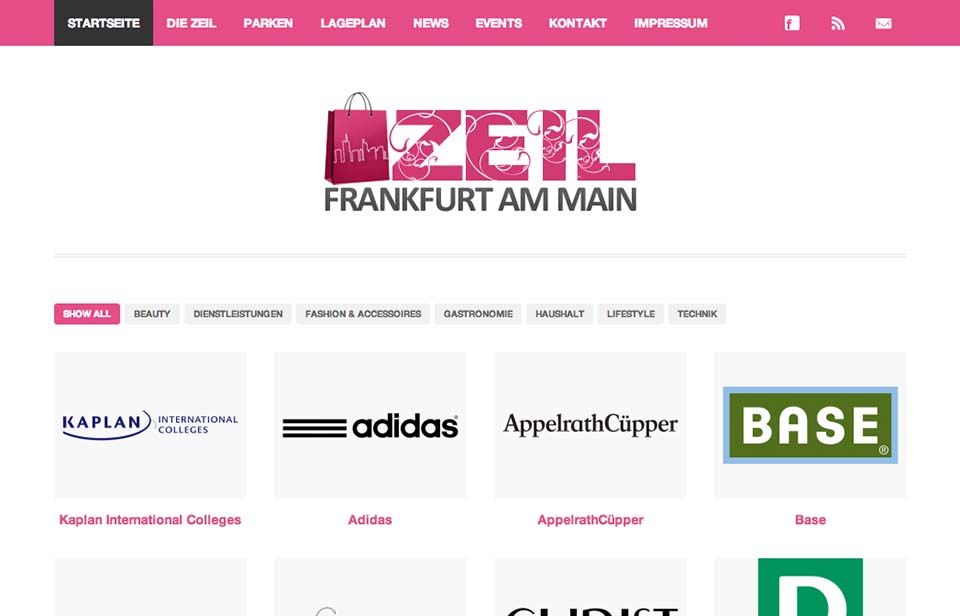 STARTSEITE DIE ZEIL PARKEN LAGEPLAN NEWS EVENTS KONTAKT IMPRESSUM
ZEIL
FRANKFURT AM MAIN
SHOW ALL BEAUTY DIENSTLEISTUNGEN FASHION & ACCESSOIRES GASTRONOMIE HAUSHALT LIFESTYLE TECHNIK
KAPLAN INTERNATIONAL COLLEGES
adidas®
AppelrathCüpper
BASE®
Kaplan International Colleges Adidas AppelrathCüpper Base